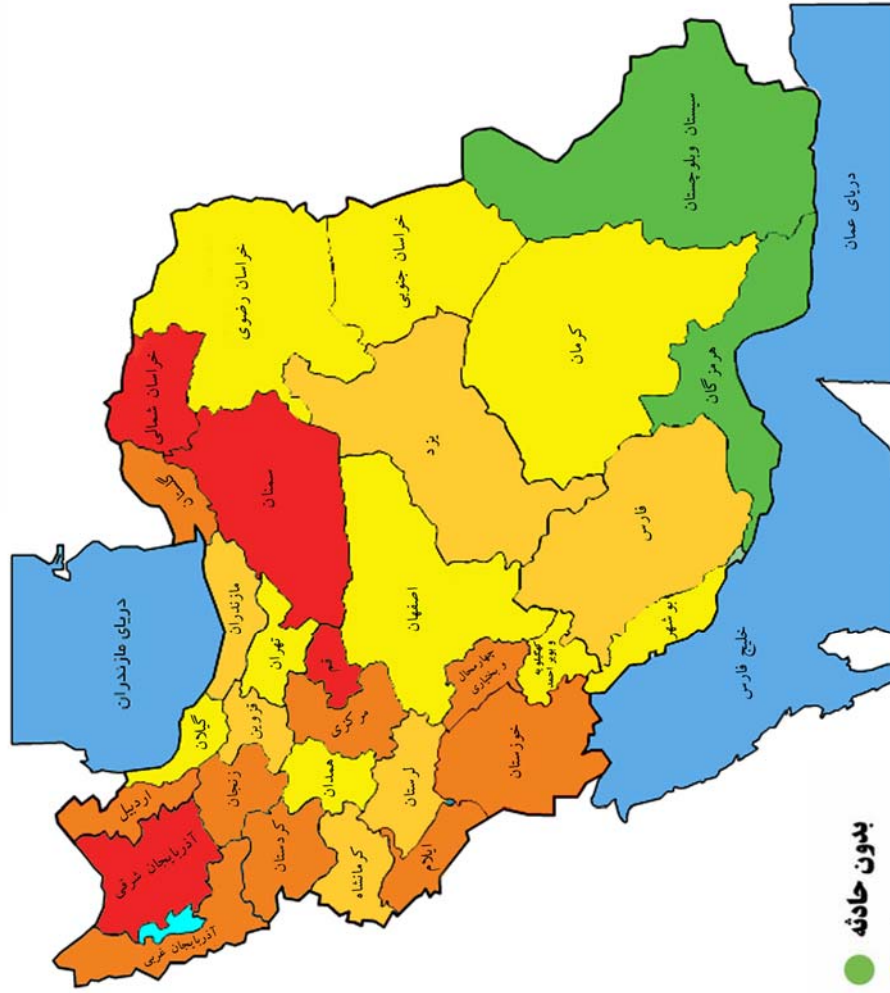 دریای مازندران
آذربایجان شرقی
آذربایجان غربی
اردبیل
گیلان
زنجان
کردستان
قزوین
مازندران
تهران
سمنان
خراسان شمالی
خراسان رضوی
خراسان جنوبی
همدان
مرکزی
قم
کرمانشاه
لرستان
ایلام
خوزستان
چهارمحال
و بختیاری
اصفهان
یزد
کهگیلویه
و بویر احمد
فارس
بوشهر
کرمان
هرمزگان
سیستان وبلوچستان
خلیج فارس
دریای عمان
بدون حادثه